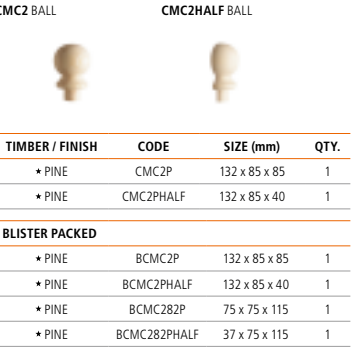 CMC2 BALL CMC2HALF BALL
TIMBER / FINISH CODE SIZE (mm) QTY.
★ PINE CMC2P 132 x 85 x 85 1
★ PINE CMC2PHALF 132 x 85 x 40 1
BLISTER PACKED
★ PINE BCMC2P 132 x 85 x 85 1
★ PINE BCMC2PHALF 132 x 85 x 40 1
★ PINE BCMC282P 75 x 75 x 115 1
★ PINE BCMC282PHALF 37 x 75 x 115 1